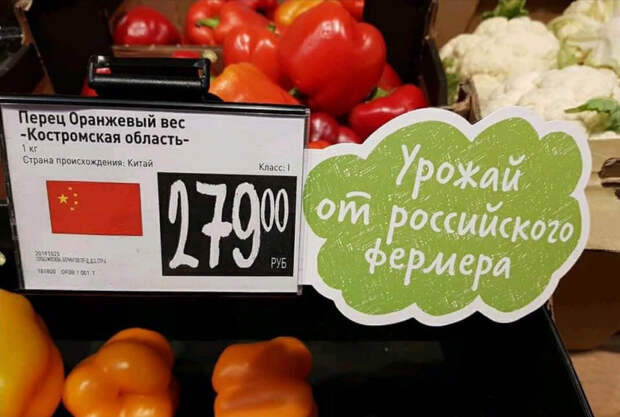 Перец Оранжевый вес
-Костромская область-
1 кг
Страна происхождения: Китай
Класс: I
279 00
РУБ
Урожай
от российского
фермера